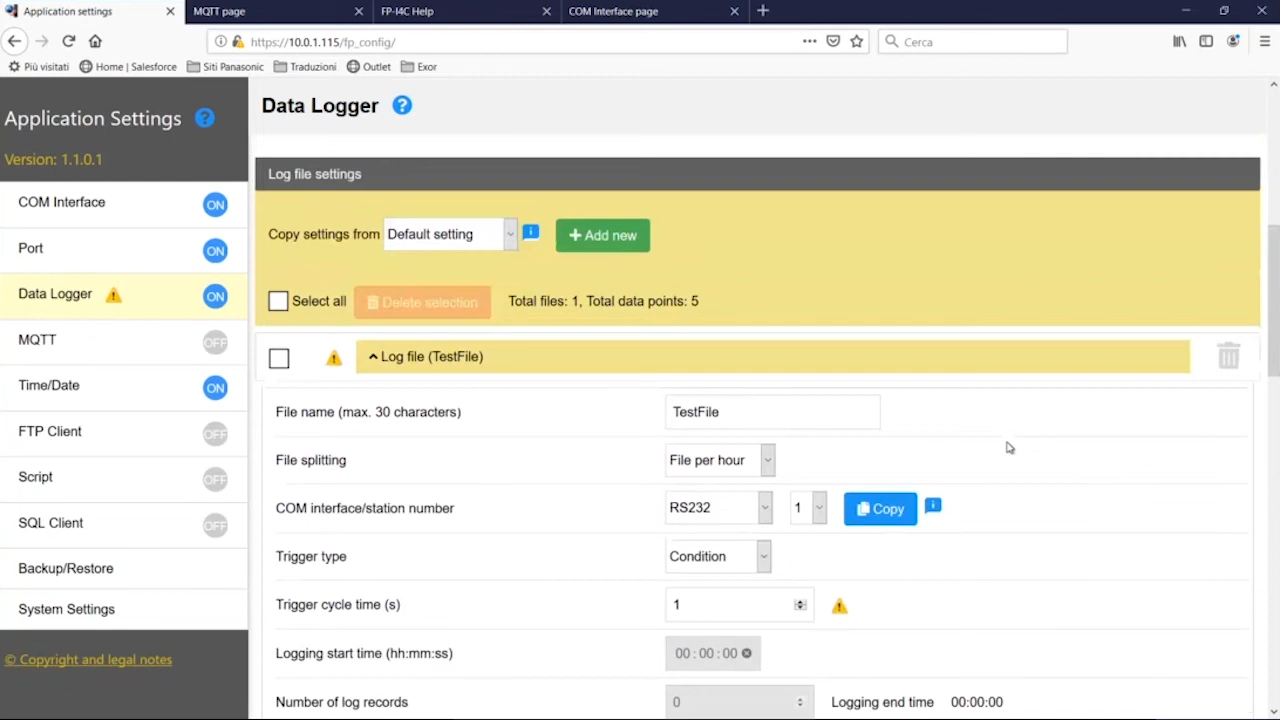 Application settings
MQTT page
FP-I4C Help
COM Interface page
https://10.0.1.115/fp_config/
Cerca
Più visitati
Home | Salesforce
Siti Panasonic
Traduzioni
Outlet
Exor
Application Settings ?
Version: 1.1.0.1
COM Interface ON
Port ON
Data Logger ON
MQTT OFF
Time/Date ON
FTP Client OFF
Script OFF
SQL Client OFF
Backup/Restore
System Settings
© Copyright and legal notes
Data Logger ?
Log file settings
Copy settings from Default setting i + Add new
Select all Delete selection Total files: 1, Total data points: 5
Log file (TestFile)
File name (max. 30 characters) TestFile
File splitting File per hour
COM interface/station number RS232 1 Copy i
Trigger type Condition
Trigger cycle time (s) 1
Logging start time (hh:mm:ss) 00:00:00
Number of log records 0 Logging end time 00:00:00